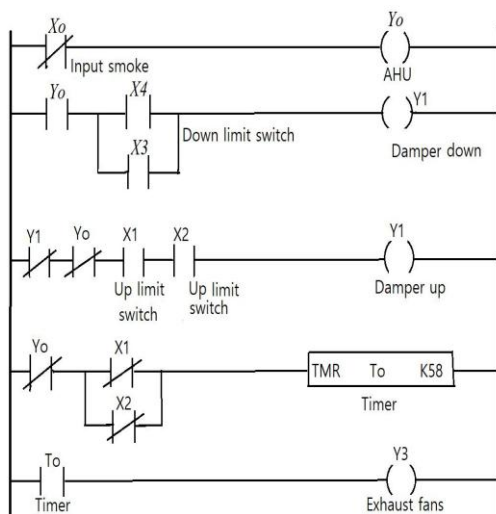 Xo
Yo
Input smoke
AHU
Yo
X4
Y1
Down limit switch
X3
Damper down
Y1
Yo
X1
X2
Y1
Up limit
switch
Up limit
switch
Damper up
Yo
X1
TMR To K58
X2
Timer
To
Y3
Timer
Exhaust fans